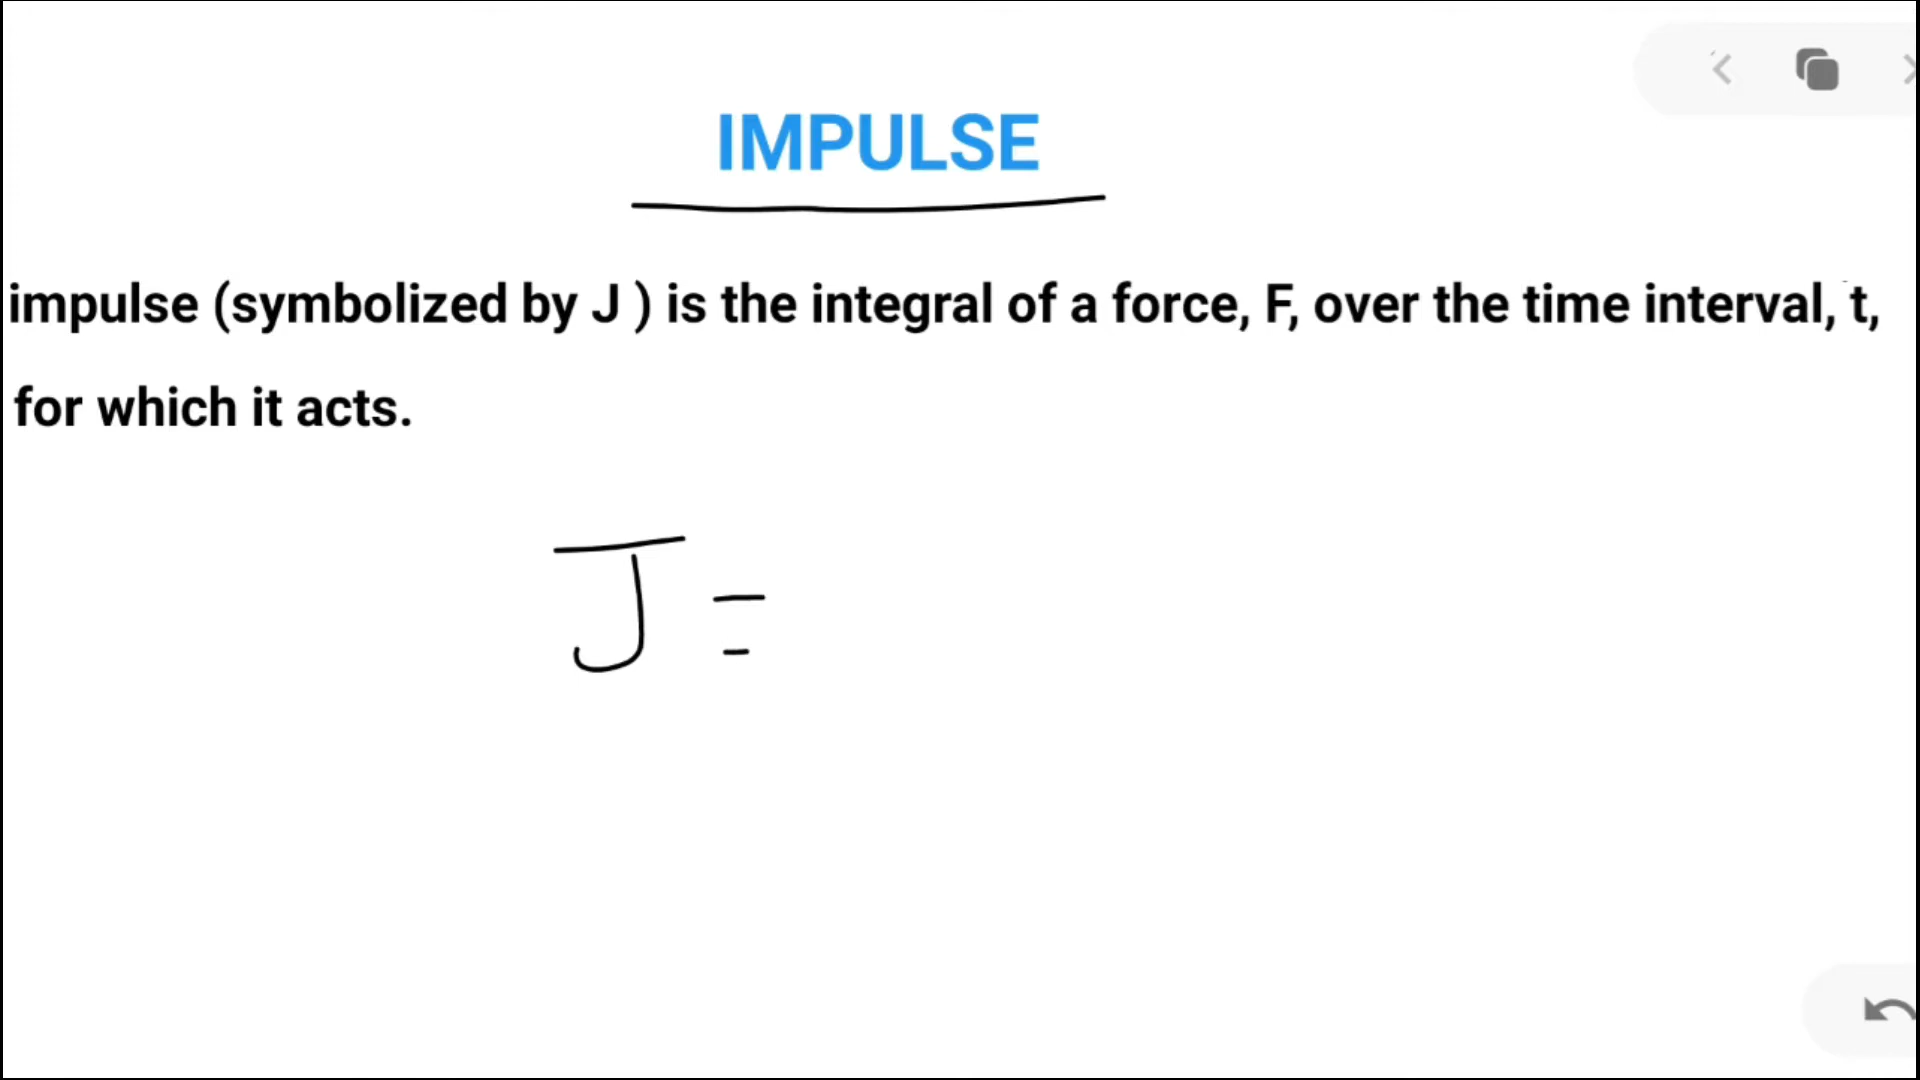 IMPULSE
impulse (symbolized by J ) is the integral of a force, F, over the time interval, t,
for which it acts.
J =